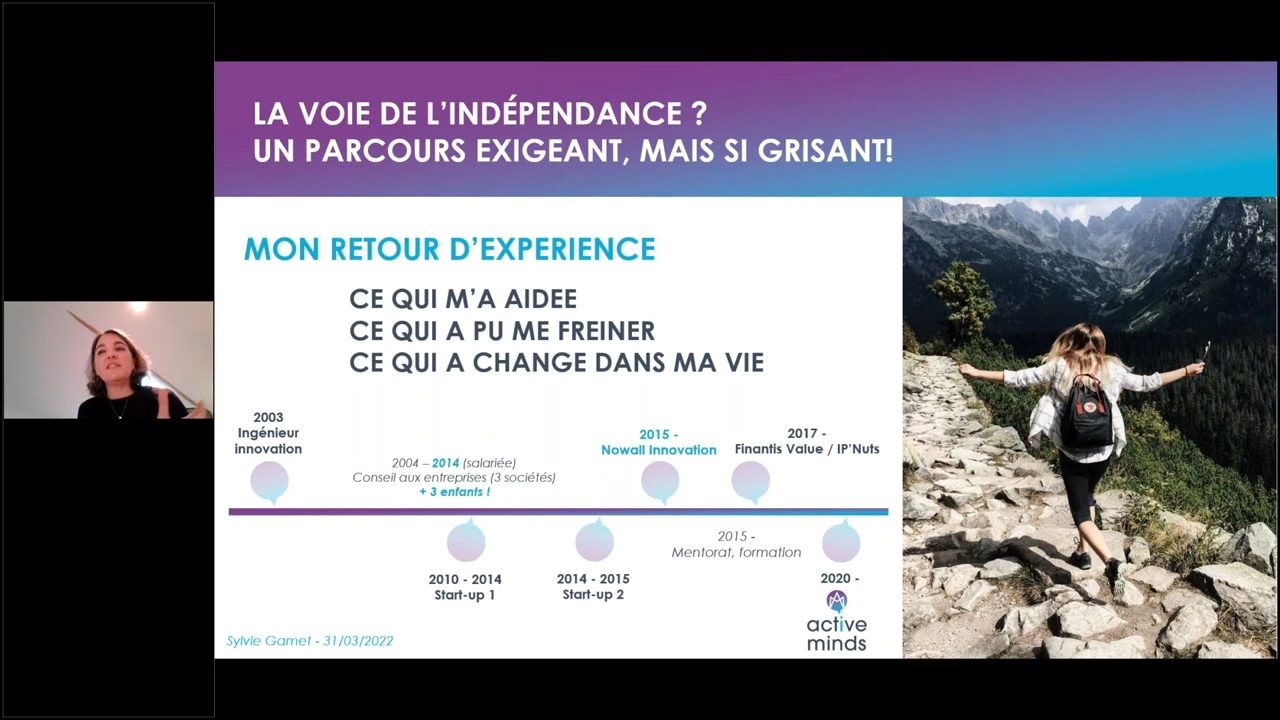 LA VOIE DE L'INDÉPENDANCE ?
UN PARCOURS EXIGEANT, MAIS SI GRISANT!
MON RETOUR D'EXPERIENCE
CE QUI M'A AIDEE
CE QUI A PU ME FREINER
CE QUI A CHANGE DANS MA VIE
2003
Ingénieur
innovation
2004 – 2014 (salariée)
Conseil aux entreprises (3 sociétés)
+ 3 enfants !
2015 -
Nowall Innovation
2017 -
Finantis Value / IP'Nuts
2010 - 2014
Start-up 1
2014 - 2015
Start-up 2
2015 -
Mentorat, formation
2020 -
active
minds
Sylvie Gamet - 31/03/2022